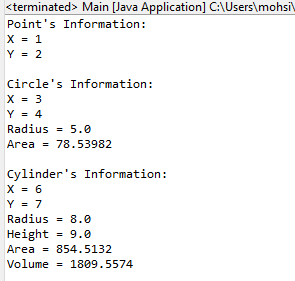 <terminated> Main [Java Application] C:\Users\mohsi\
Point's Information:
X = 1
Y = 2
Circle's Information:
X = 3
Y = 4
Radius = 5.0
Area = 78.53982
Cylinder's Information:
X = 6
Y = 7
Radius = 8.0
Height = 9.0
Area = 854.5132
Volume = 1809.5574